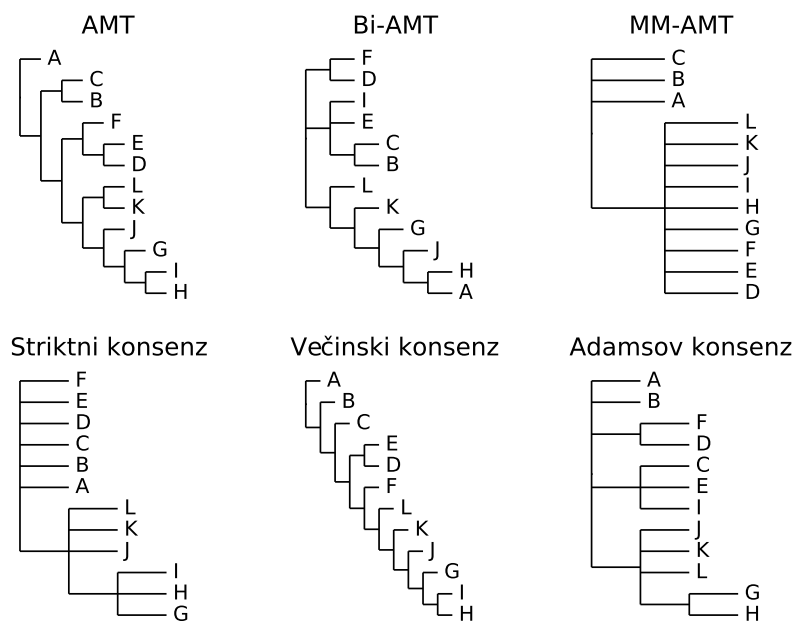 AMT
A
C
B
F
E
D
L
K
J
G
I
H
Bi-AMT
F
D
I
E
C
B
L
K
G
J
H
A
MM-AMT
C
B
A
L
K
J
I
H
G
F
E
D
Striktni konsenz
F
E
D
C
B
A
L
K
J
I
H
G
Večinski konsenz
A
B
C
E
D
F
L
K
J
G
I
H
Adamsov konsenz
A
B
F
D
C
E
I
J
K
L
G
H